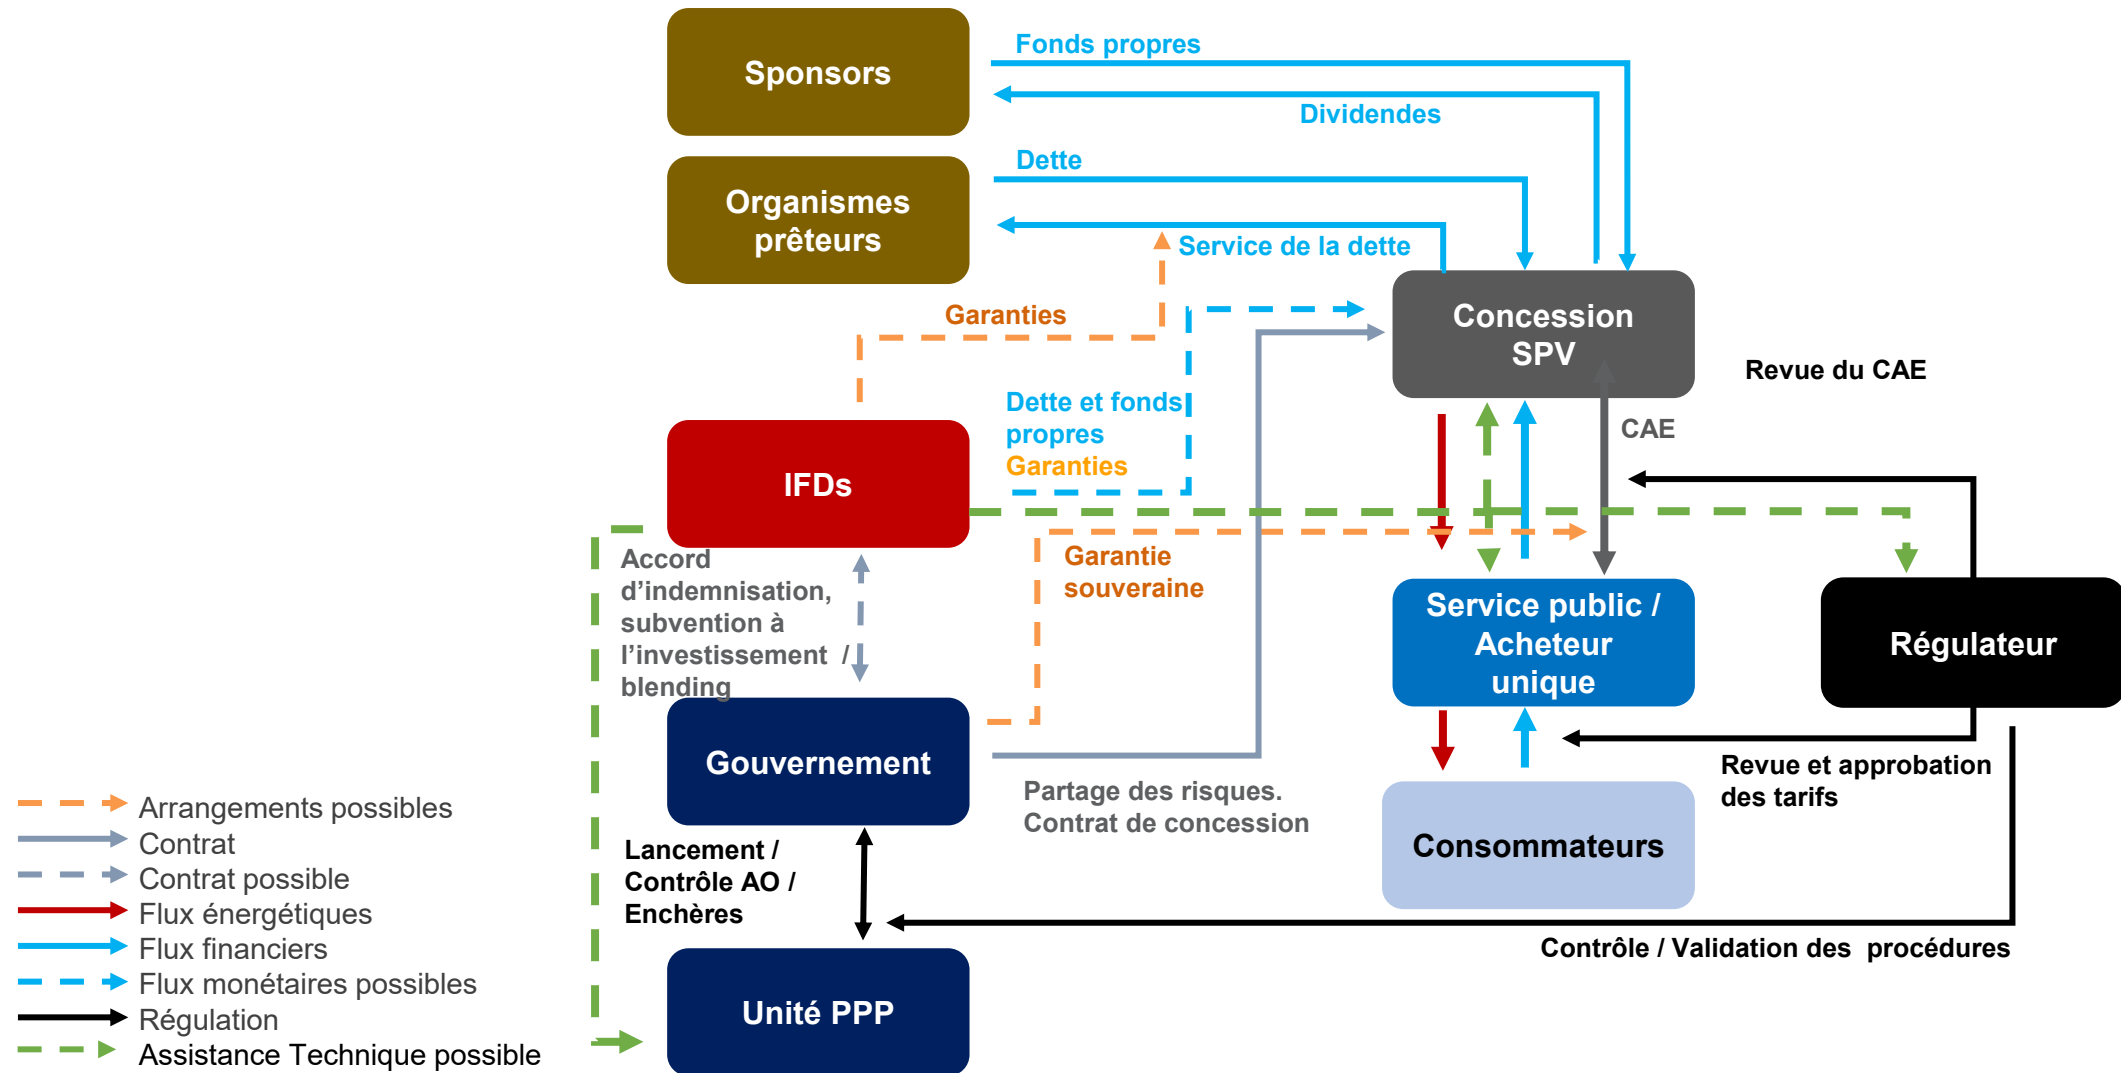 Sponsors
Fonds propres
Dividendes
Organismes
prêteurs
Dette
Service de la dette
Garanties
Concession
SPV
Revue du CAE
Dette et fonds
propres
Garanties
CAE
IFDs
Accord
d’indemnisation,
subvention à
l’investissement /
blending
Garantie
souveraine
Service public /
Acheteur
unique
Régulateur
Gouvernement
Partage des risques.
Contrat de concession
Revue et approbation
des tarifs
Consommateurs
Lancement /
Contrôle AO /
Enchères
Contrôle / Validation des procédures
Unité PPP
Arrangements possibles
Contrat
Contrat possible
Flux énergétiques
Flux financiers
Flux monétaires possibles
Régulation
Assistance Technique possible